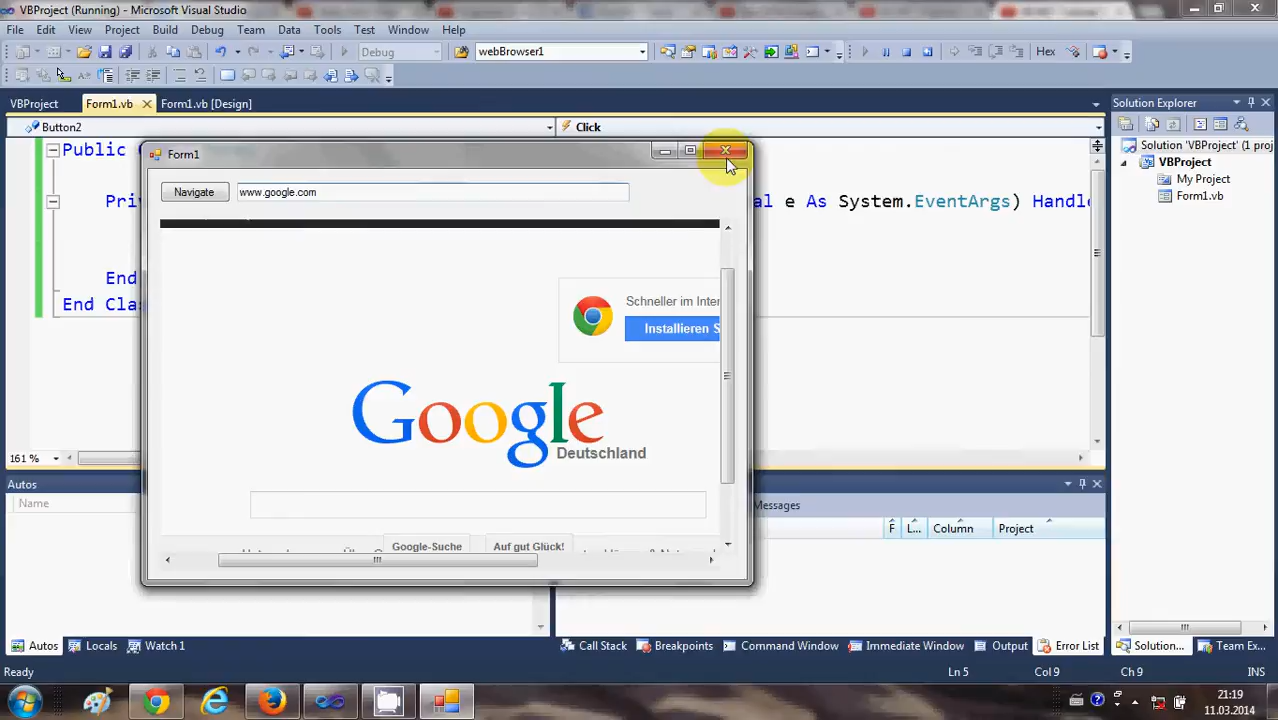 VBProject (Running) - Microsoft Visual Studio
File Edit View Project Build Debug Team Data Tools Test Window Help
Debug webBrowser1 Hex
VBProject Form1.vb Form1.vb [Design]
Button2 Click
Solution Explorer
Solution 'VBProject' (1 proj
VBProject
My Project
Form1.vb
Public
al e As System.EventArgs) Handle
End
End Cla
Form1
Navigate www.google.com
Schneller im Inter
Installieren S
Google
Deutschland
Google-Suche Auf gut Glück!
161 %
Autos
Name
Messages
F L... Column Project
Autos Locals Watch 1
Call Stack Breakpoints Command Window Immediate Window Output Error List
Solution... Team Ex...
Ready Ln 5 Col 9 Ch 9 INS
21:19
11.03.2014